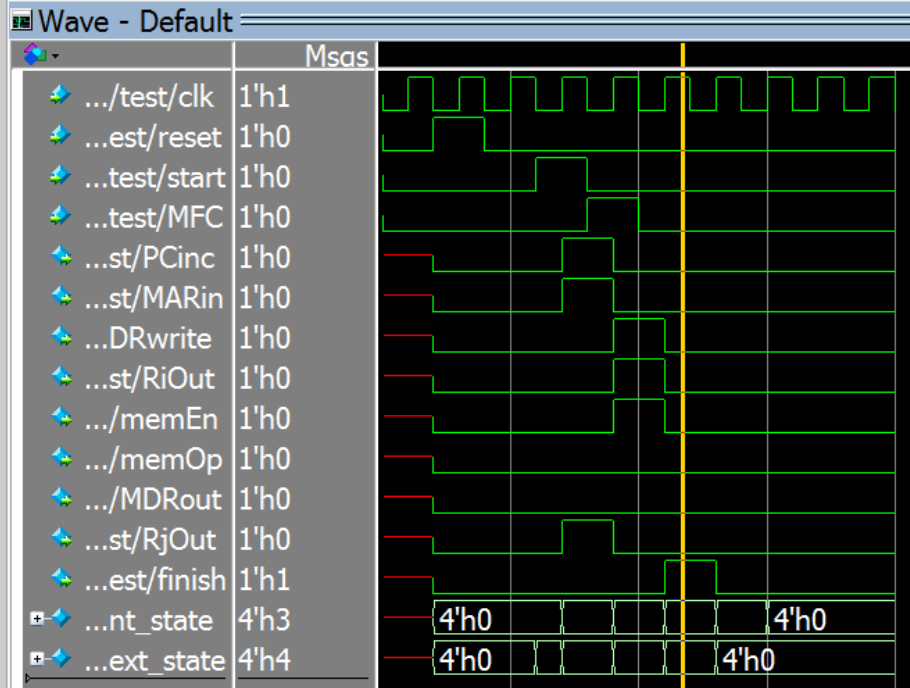 Wave - Default
Msgs
.../test/clk 1'h1
...est/reset 1'h0
...test/start 1'h0
...test/MFC 1'h0
...st/PCinc 1'h0
...st/MARin 1'h0
...DRwrite 1'h0
...st/RiOut 1'h0
.../memEn 1'h0
.../memOp 1'h0
.../MDRout 1'h0
...st/RjOut 1'h0
...est/finish 1'h1
...nt_state 4'h3 4'h0 4'h0
...ext_state 4'h4 4'h0 4'h0